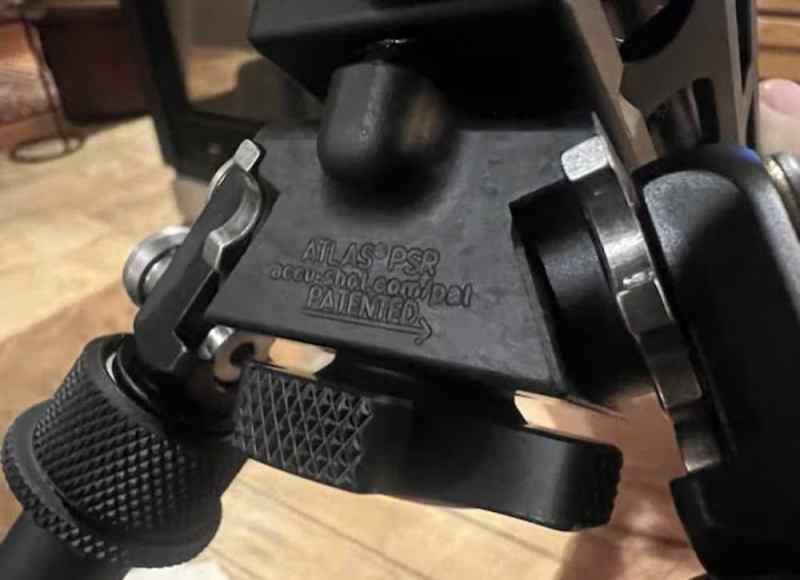 ATLAS® PSR
accu-shot.com/pat
PATENTED